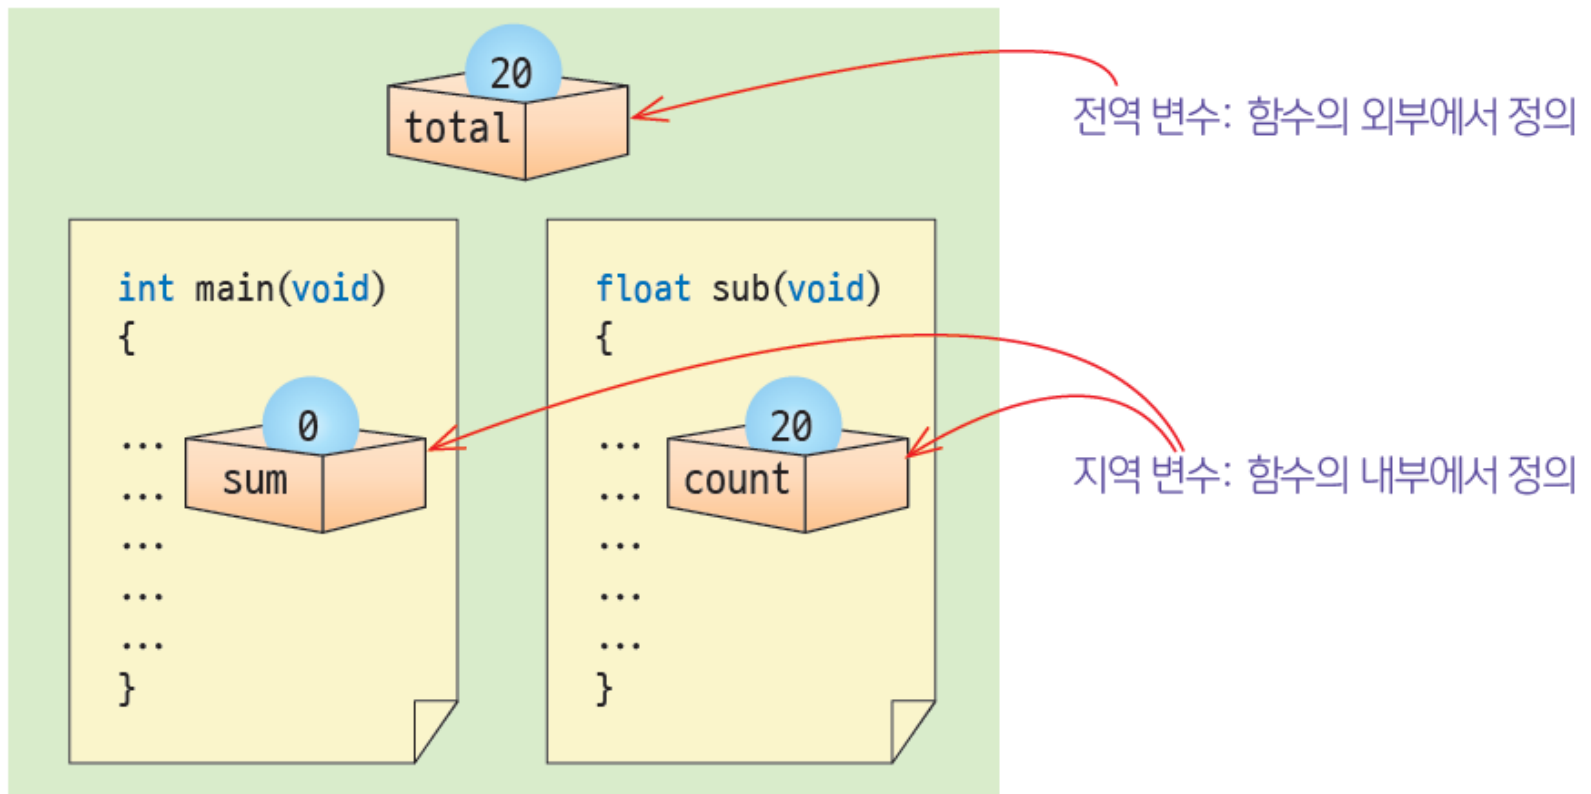 20
total
전역 변수: 함수의 외부에서 정의
int main(void)
{
0
... sum
...
...
...
...
}
float sub(void)
{
20
... count
...
...
...
...
}
지역 변수: 함수의 내부에서 정의